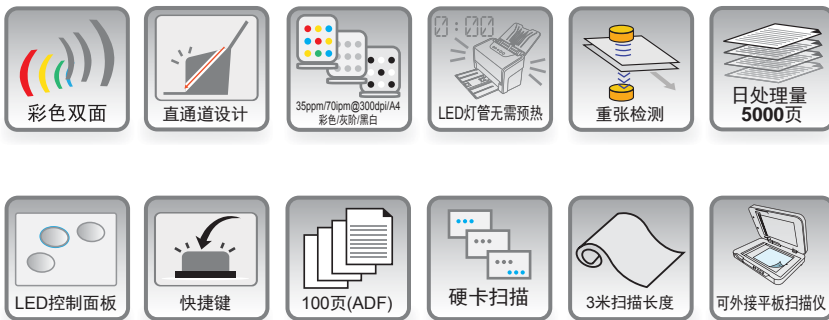 彩色双面
直通道设计
35ppm/70ipm@300dpi/A4
彩色/灰阶/黑白
0:00
LED灯管无需预热
重张检测
日处理量
5000页
LED控制面板
快捷键
100页(ADF)
硬卡扫描
3米扫描长度
可外接平板扫描仪